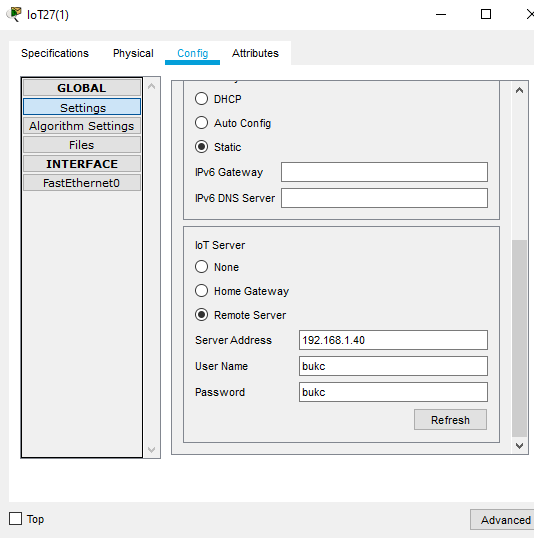 IoT27(1)
Specifications Physical Config Attributes
GLOBAL
Settings
Algorithm Settings
Files
INTERFACE
FastEthernet0
DHCP
Auto Config
Static
IPv6 Gateway
IPv6 DNS Server
IoT Server
None
Home Gateway
Remote Server
Server Address 192.168.1.40
User Name bukc
Password bukc
Refresh
Top
Advanced